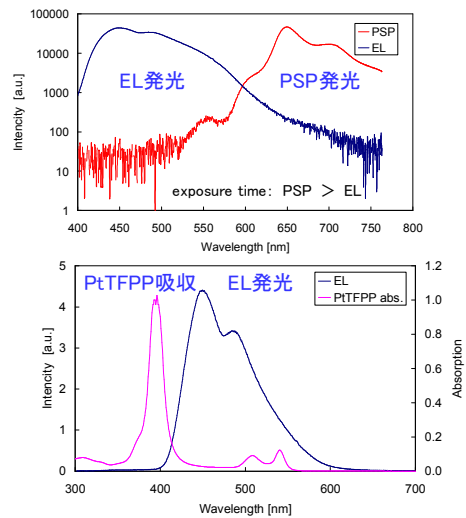 100000
10000
1000
100
10
1
Intencity [a.u.]
EL発光
PSP発光
PSP
EL
exposure time: PSP ＞ EL
400 450 500 550 600 650 700 750 800
Wavelength [nm]
PtTFPP吸収 EL発光
EL
PtTFPP abs.
5
4
3
2
1
0
Intencity [a.u.]
1.2
1.0
0.8
0.6
0.4
0.2
0.0
Absorption
300 400 500 600 700
Wavelength [nm]